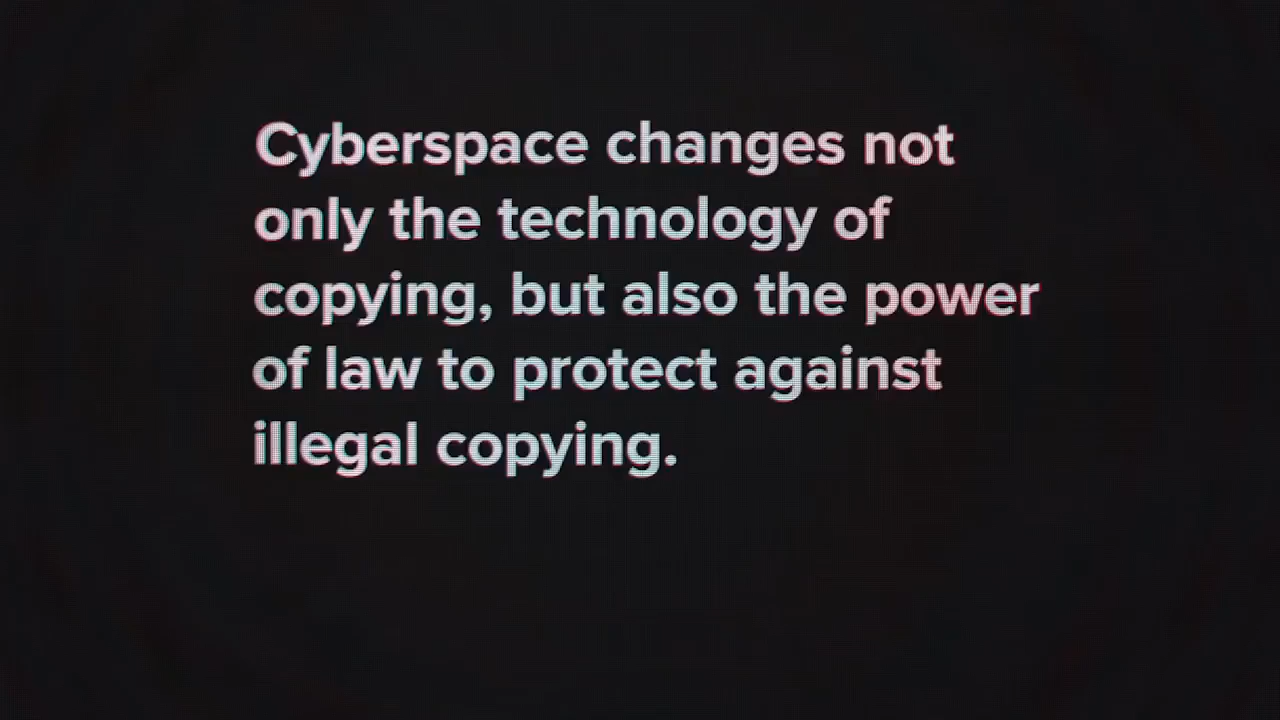 Cyberspace changes not
only the technology of
copying, but also the power
of law to protect against
illegal copying.